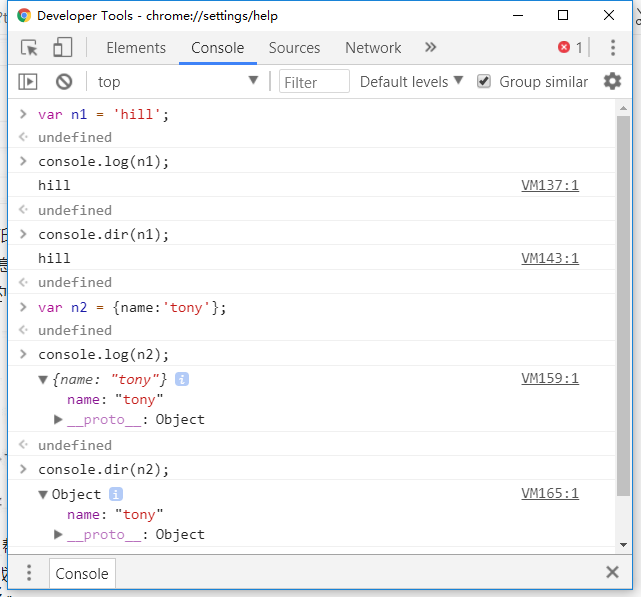 Developer Tools - chrome://settings/help
Elements Console Sources Network » 1
top Filter Default levels Group similar
> var n1 = 'hill';
undefined
> console.log(n1);
hill VM137:1
undefined
> console.dir(n1);
hill VM143:1
undefined
> var n2 = {name:'tony'};
undefined
> console.log(n2);
{name: "tony"} i VM159:1
name: "tony"
__proto__: Object
undefined
> console.dir(n2);
Object i VM165:1
name: "tony"
__proto__: Object
Console